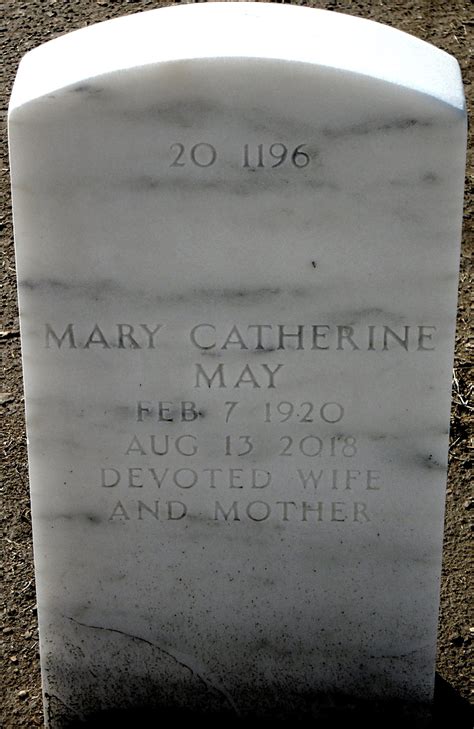 20 1196
MARY CATHERINE
MAY
FEB 7 1920
AUG 13 2018
DEVOTED WIFE
AND MOTHER